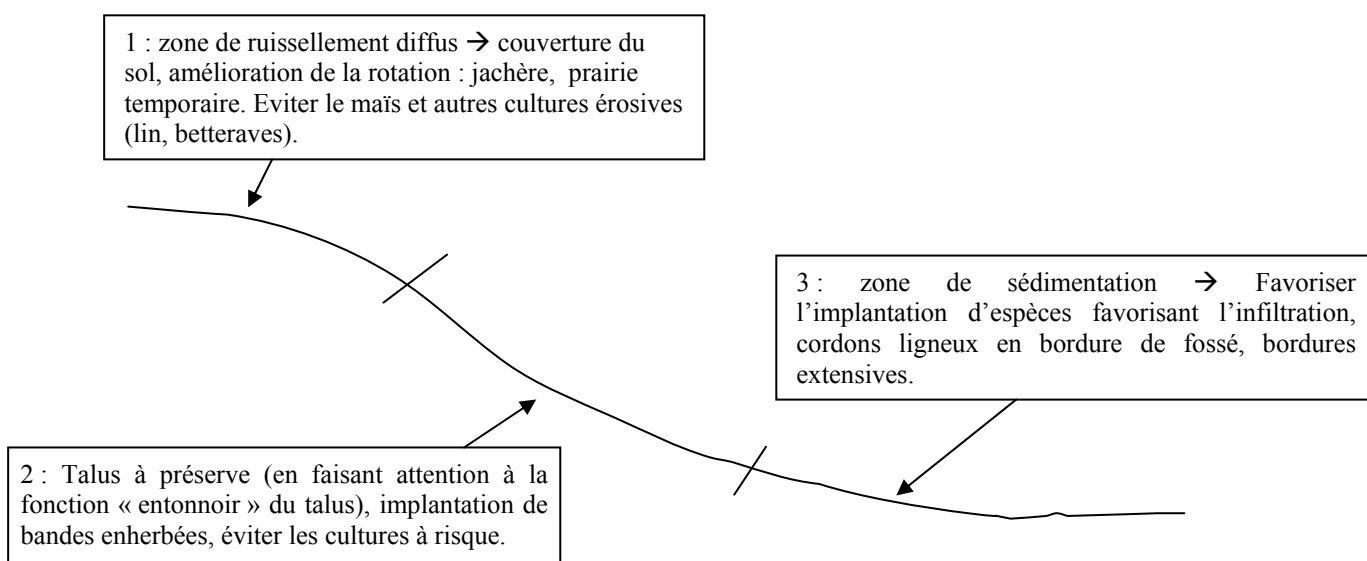 1 : zone de ruissellement diffus → couverture du
sol, amélioration de la rotation : jachère, prairie
temporaire. Eviter le maïs et autres cultures érosives
(lin, betteraves).
3 : zone de sédimentation → Favoriser
l’implantation d’espèces favorisant l’infiltration,
cordons ligneux en bordure de fossé, bordures
extensives.
2 : Talus à préserve (en faisant attention à la
fonction « entonnoir » du talus), implantation de
bandes enherbées, éviter les cultures à risque.